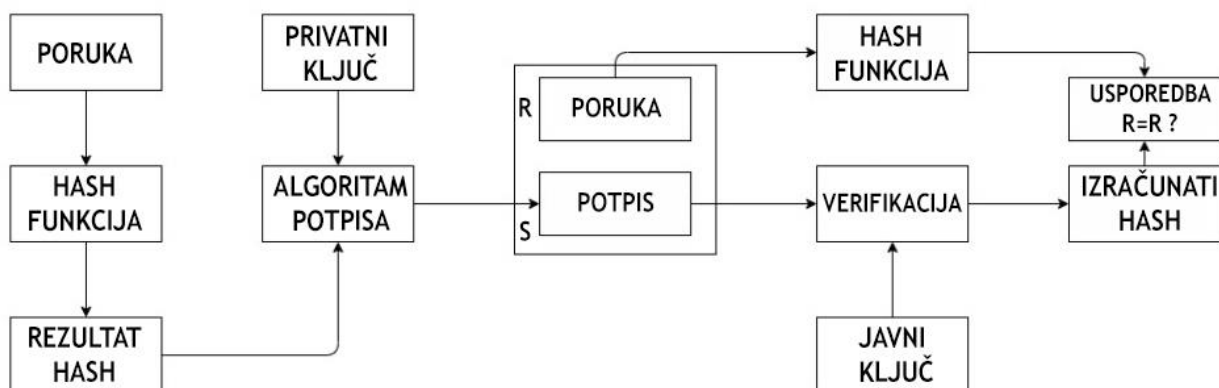 PORUKA
HASH
FUNKCIJA
REZULTAT
HASH
PRIVATNI
KLJUČ
ALGORITAM
POTPISA
R
PORUKA
POTPIS
S
HASH
FUNKCIJA
VERIFIKACIJA
JAVNI
KLJUČ
USPOREDBA
R=R ?
IZRAČUNATI
HASH